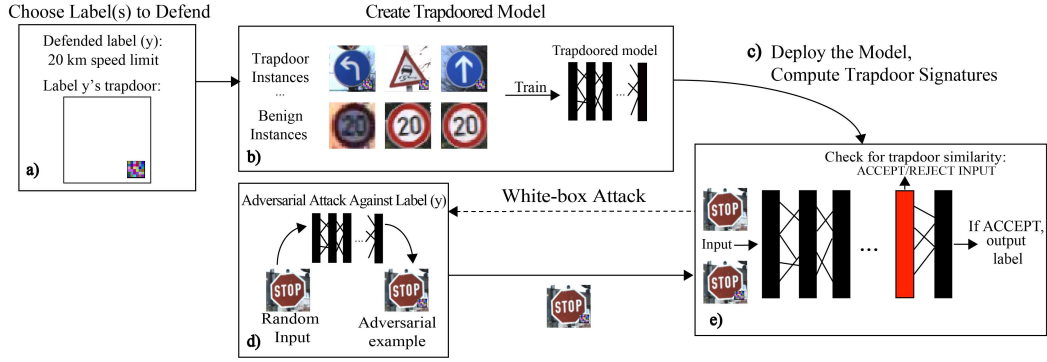 Choose Label(s) to Defend
Defended label (y):
20 km speed limit
Label y's trapdoor:
a)
Create Trapdoored Model
Trapdoor
Instances
...
Benign
Instances
20
20
20
Train
Trapdoored model
...
b)
c) Deploy the Model,
Compute Trapdoor Signatures
Adversarial Attack Against Label (y)
...
STOP
STOP
Random
Input
Adversarial
example
d)
White-box Attack
STOP
Check for trapdoor similarity:
ACCEPT/REJECT INPUT
STOP
Input
STOP
...
If ACCEPT,
output
label
e)